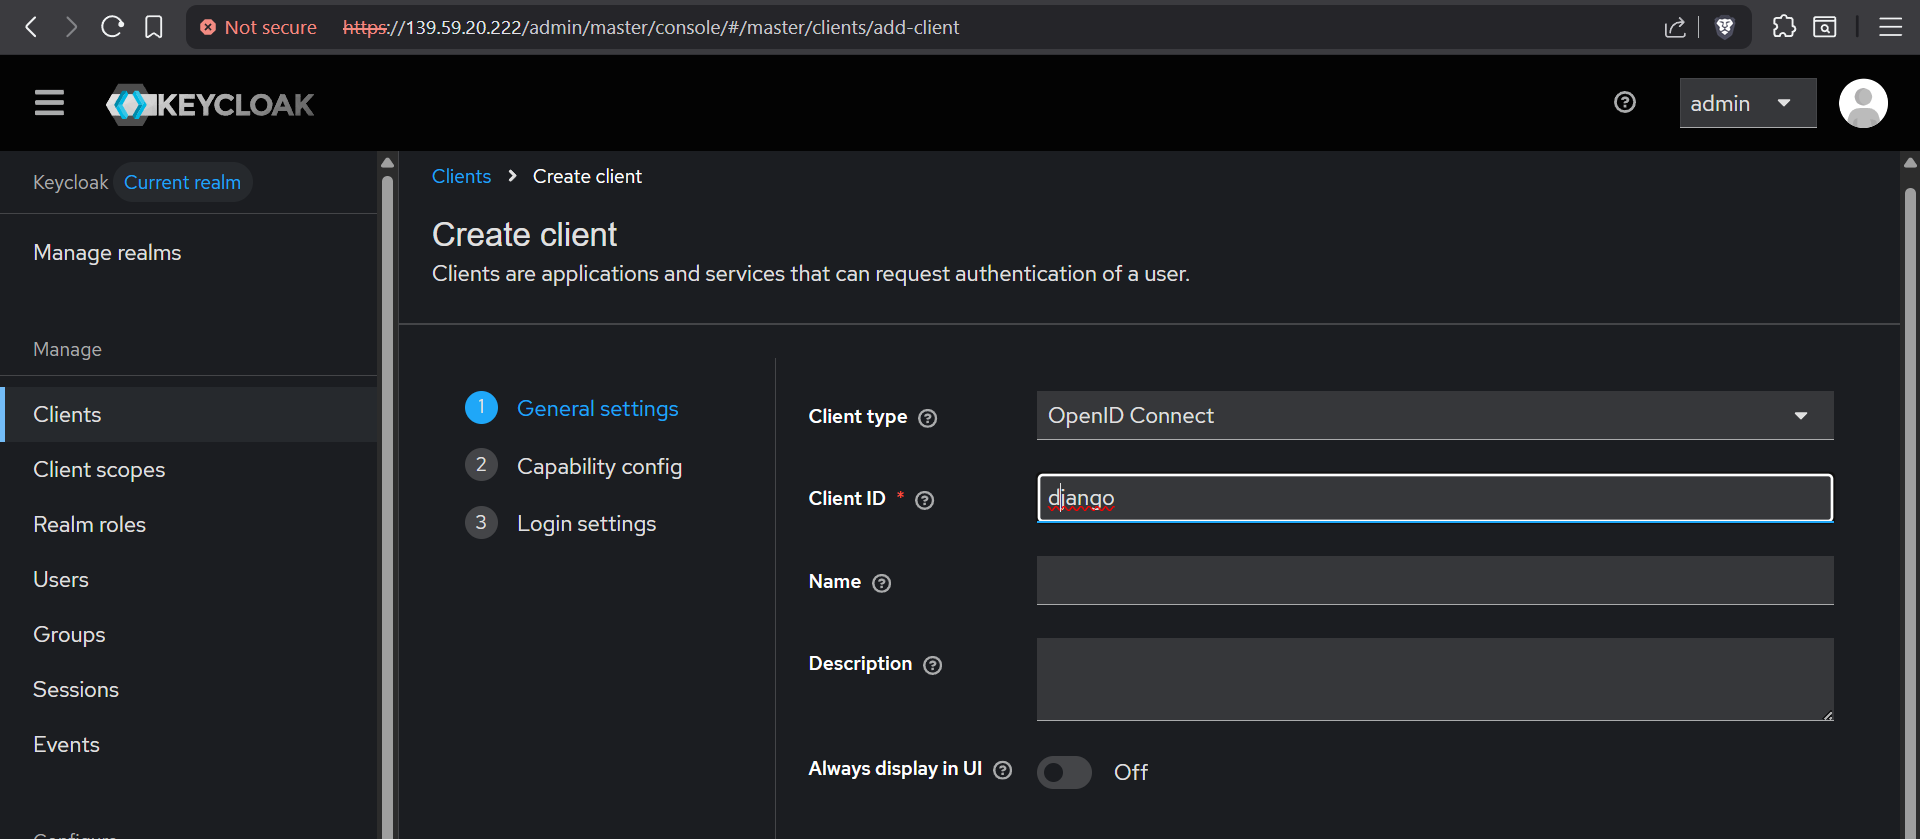 Not secure https://139.59.20.222/admin/master/console/#/master/clients/add-client
KEYCLOAK
admin
Keycloak Current realm
Manage realms
Manage
Clients
Client scopes
Realm roles
Users
Groups
Sessions
Events
Configure
Clients > Create client
Create client
Clients are applications and services that can request authentication of a user.
1 General settings
2 Capability config
3 Login settings
Client type OpenID Connect
Client ID * django
Name
Description
Always display in UI Off